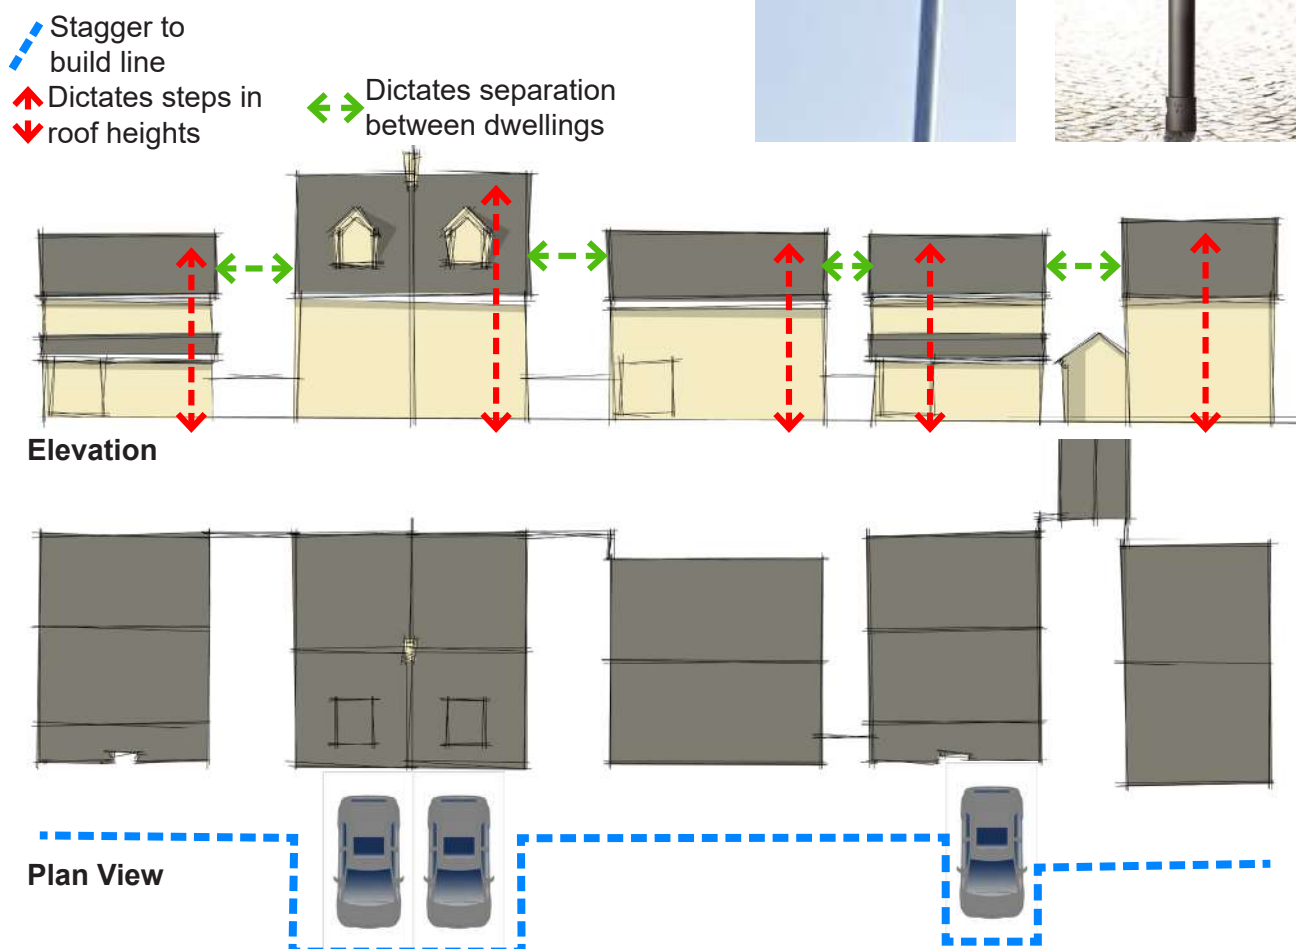 Stagger to
build line
Dictates steps in
roof heights
Dictates separation
between dwellings
Elevation
Plan View